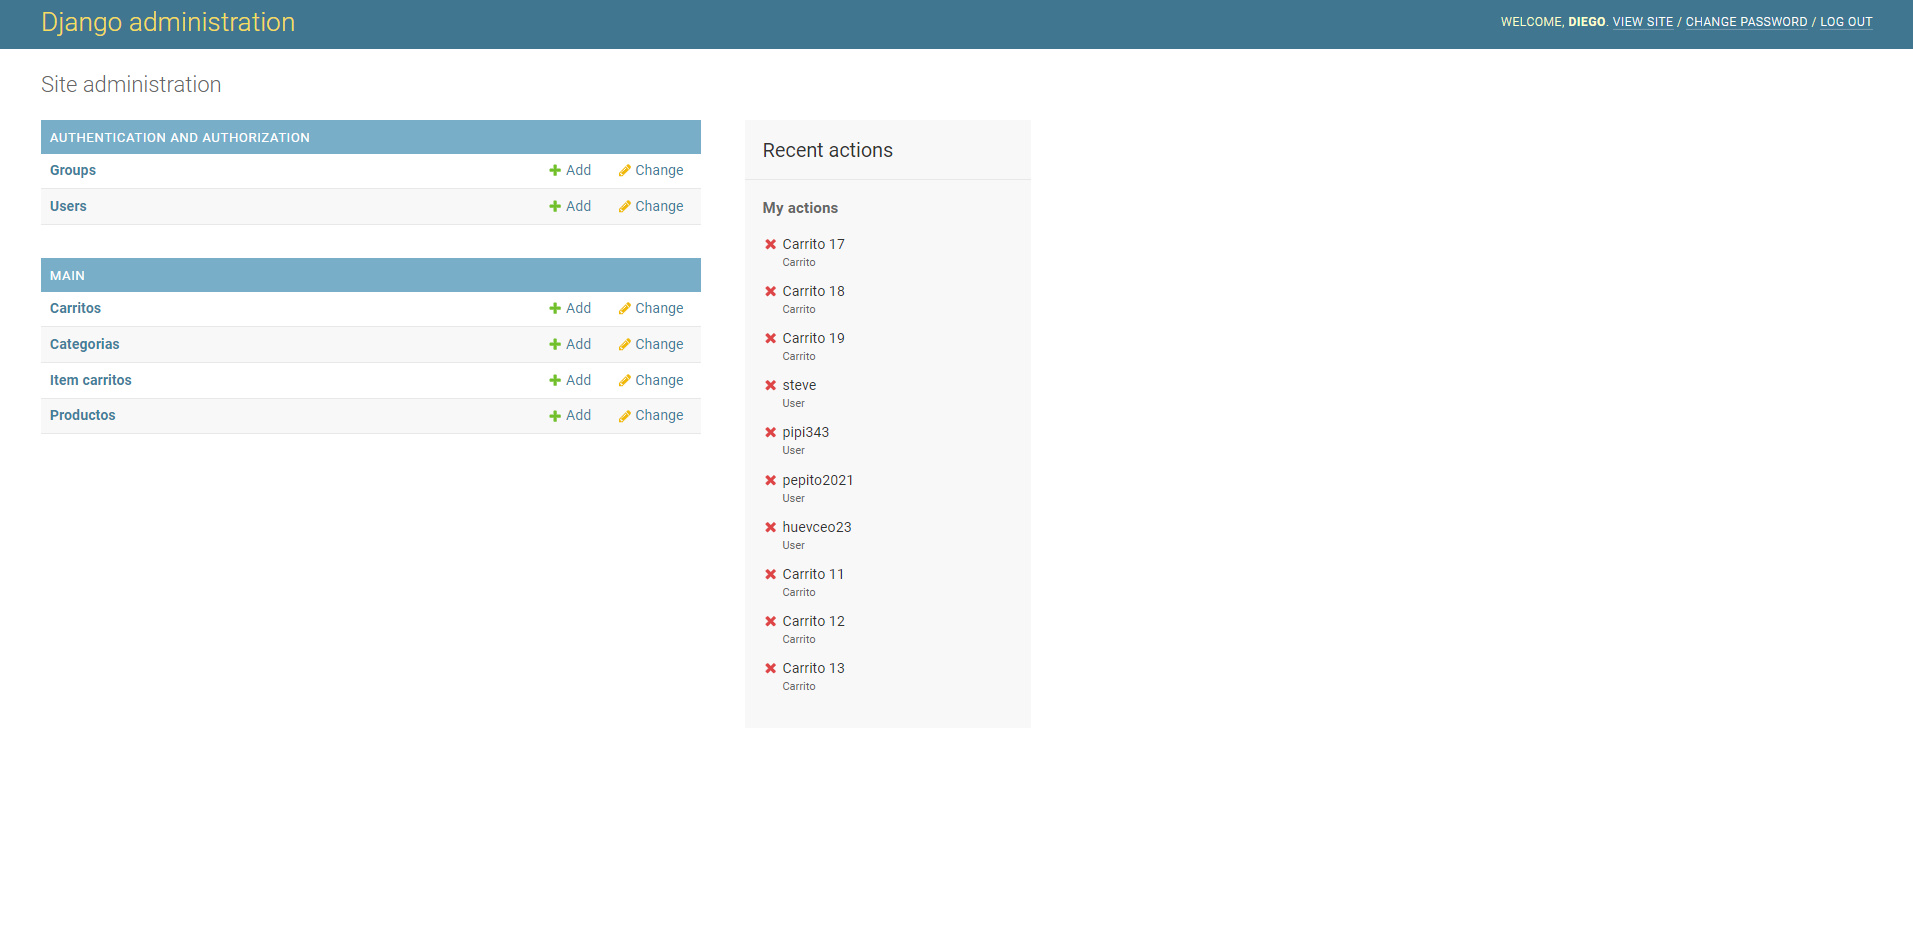 Django administration
WELCOME, DIEGO. VIEW SITE / CHANGE PASSWORD / LOG OUT
Site administration
AUTHENTICATION AND AUTHORIZATION
Groups Add Change
Users Add Change
MAIN
Carritos Add Change
Categorias Add Change
Item carritos Add Change
Productos Add Change
Recent actions
My actions
Carrito 17
Carrito
Carrito 18
Carrito
Carrito 19
Carrito
steve
User
pipi343
User
pepito2021
User
huevceo23
User
Carrito 11
Carrito
Carrito 12
Carrito
Carrito 13
Carrito